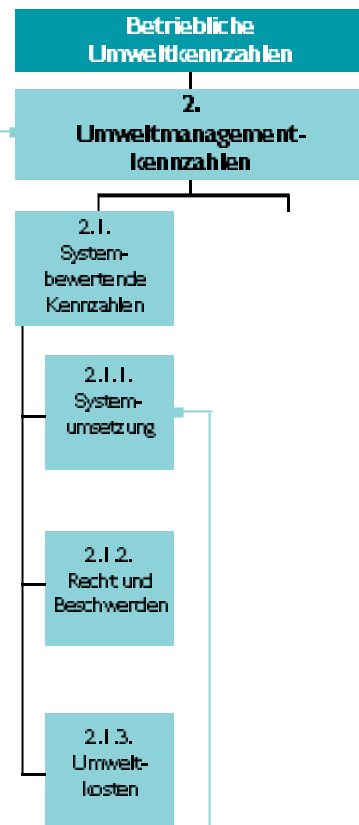 Betriebliche
Umweltkennzahlen
2.
Umweltmanagement-
kennzahlen
2.1.
System-
bewertende
Kennzahlen
2.1.1.
System-
umsetzung
2.1.2.
Recht und
Beschwerden
2.1.3.
Umwelt-
kosten